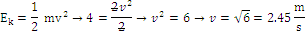 E_k = 1/2 mv² → 4 = 2v²/2 → v² = 6 → v = √6 = 2.45 m/s